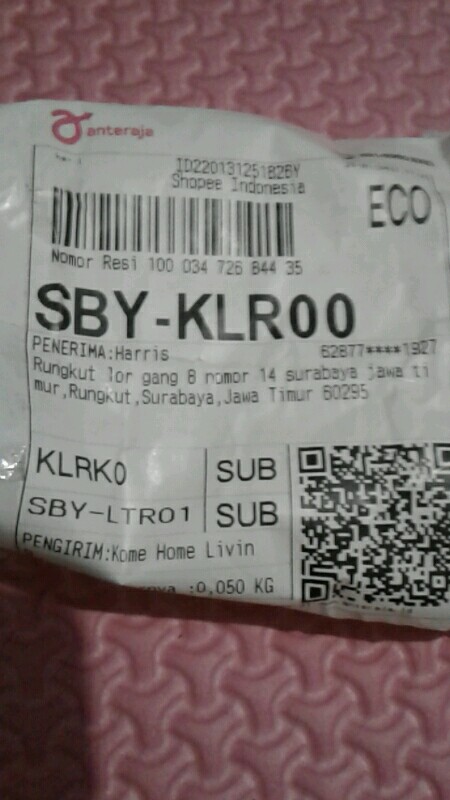 anteraja
ID220131251826Y
Shopee Indonesia
ECO
Nomor Resi 100 034 726 844 35
SBY-KLR00
PENERIMA:Harris 62877****1927
Rungkut lor gang 8 nomor 14 surabaya jawa ti
mur,Rungkut,Surabaya,Jawa Timur 60295
KLRK0 SUB
SBY-LTR01 SUB
PENGIRIM:Kome Home Livin
:0,050 KG